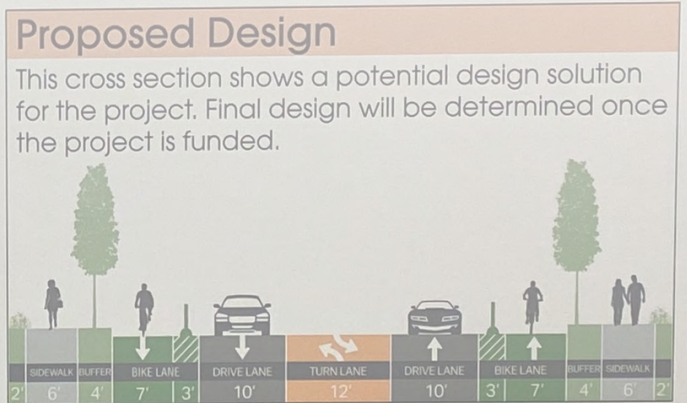 Proposed Design
This cross section shows a potential design solution
for the project. Final design will be determined once
the project is funded.
SIDEWALK BUFFER BIKE LANE DRIVE LANE TURN LANE DRIVE LANE BIKE LANE BUFFER SIDEWALK
2' 6' 4' 7' 3' 10' 12' 10' 3' 7' 4' 6' 2'